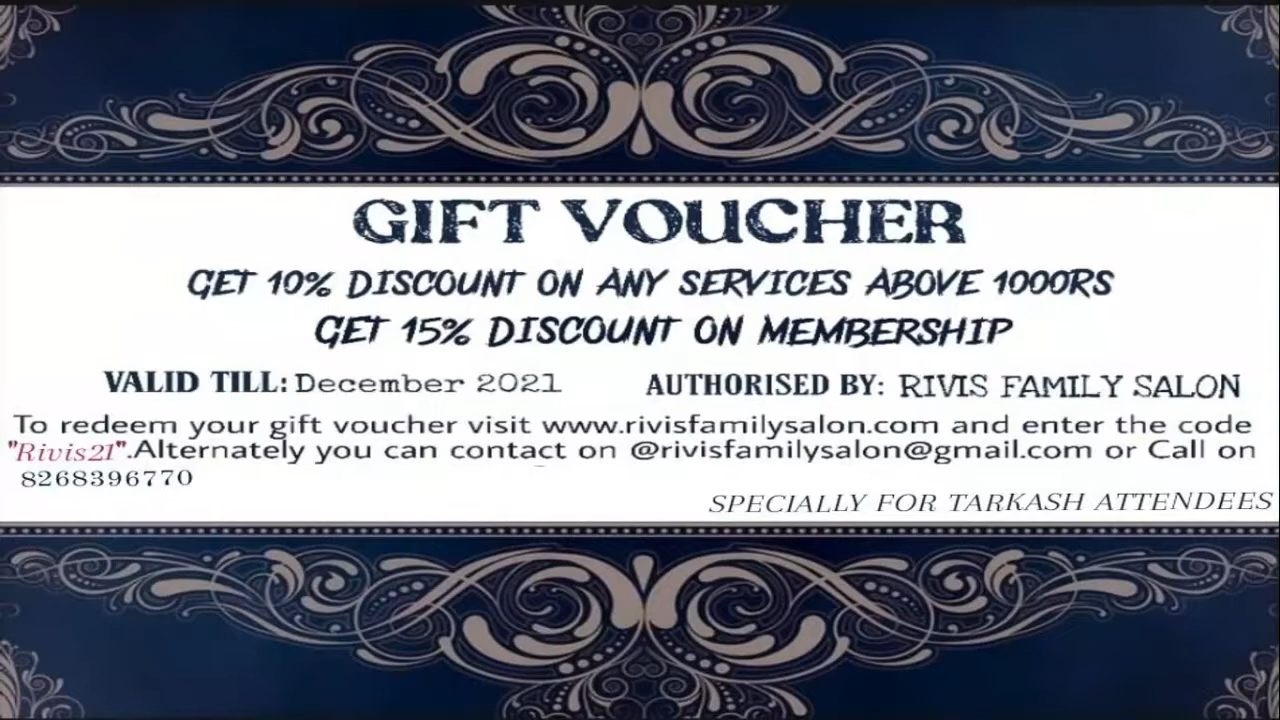 GIFT VOUCHER
GET 10% DISCOUNT ON ANY SERVICES ABOVE 1000RS
GET 15% DISCOUNT ON MEMBERSHIP
VALID TILL: December 2021 AUTHORISED BY: RIVIS FAMILY SALON
To redeem your gift voucher visit www.rivisfamilysalon.com and enter the code
"Rivis21".Alternately you can contact on @rivisfamilysalon@gmail.com or Call on
8268396770
SPECIALLY FOR TARKASH ATTENDEES